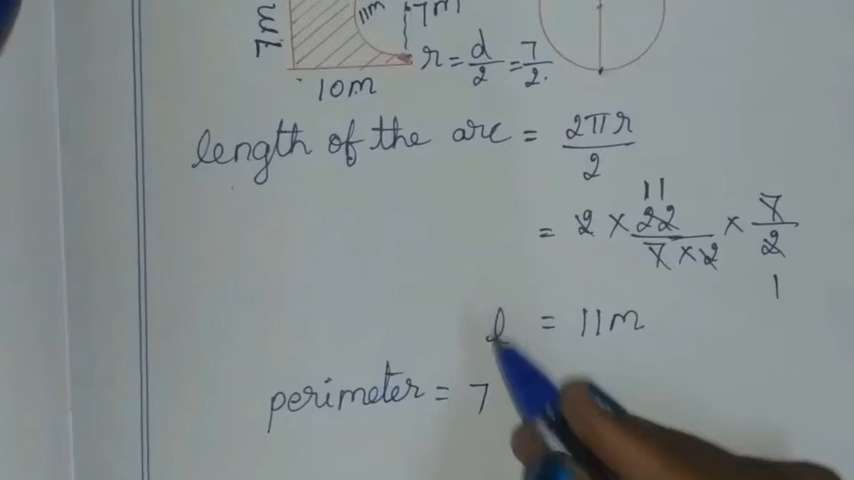 7m
11m
7m
10m
r = d/2 = 7/2.
length of the arc = 2πr/2
11
= 2 × 22/7×2 × 7/2
1
l = 11m
perimeter = 7